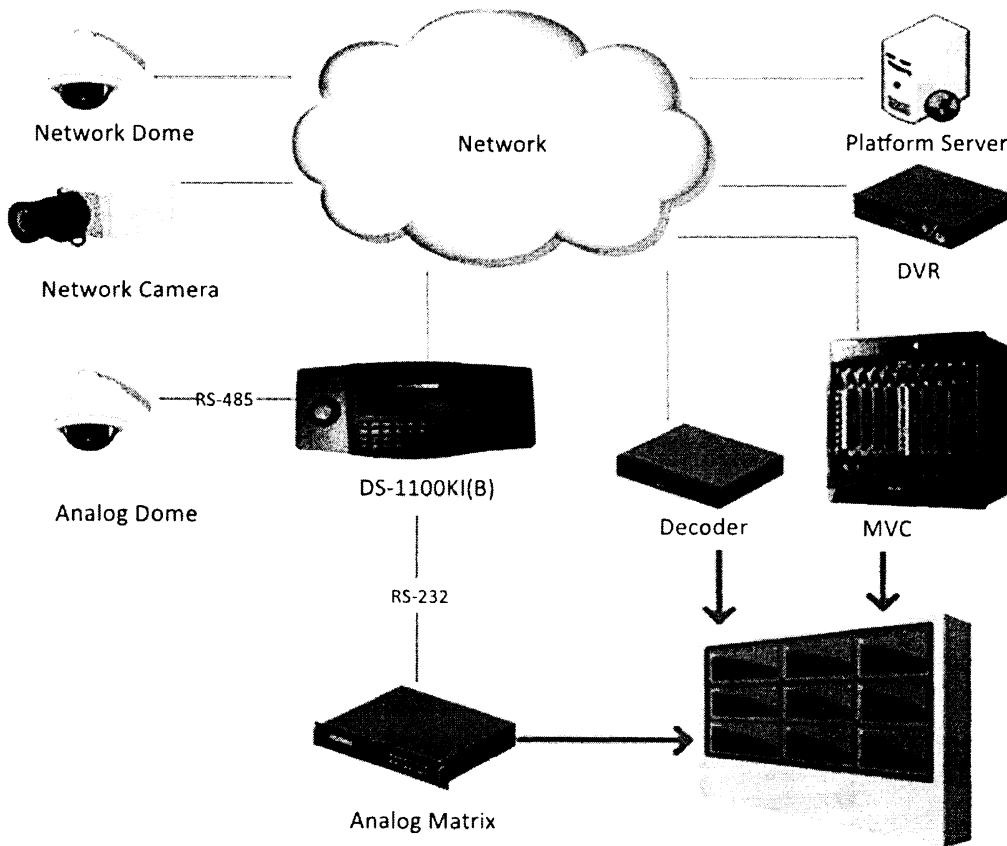 Network Dome
Network
Platform Server
Network Camera
DVR
RS-485
DS-1100KI(B)
Analog Dome
Decoder
MVC
RS-232
Analog Matrix